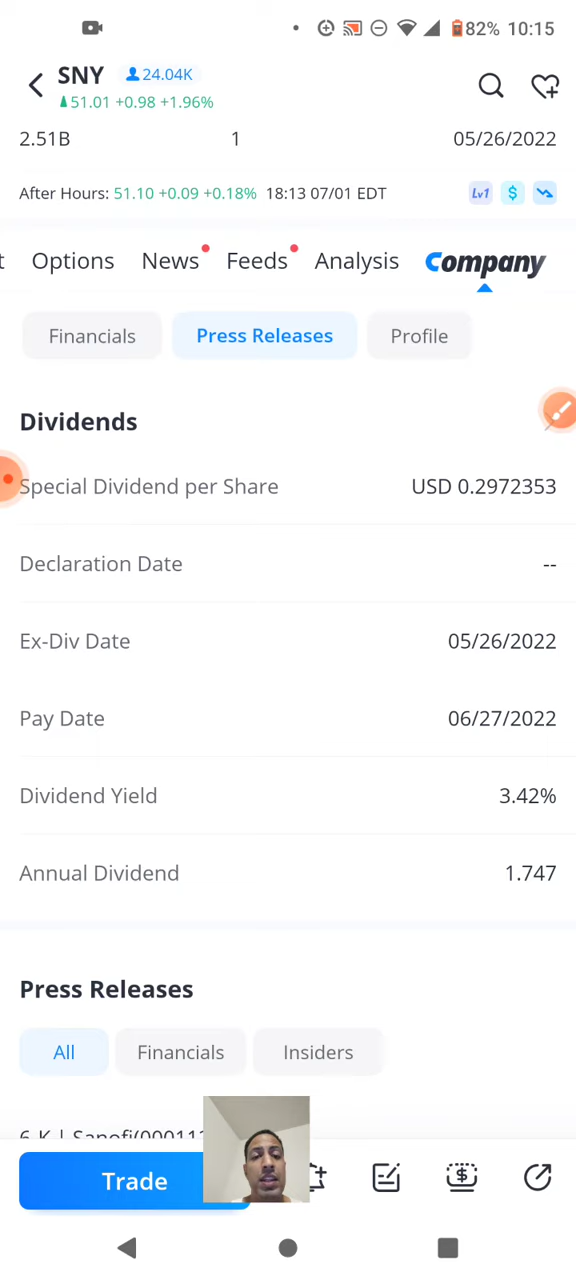 82% 10:15
SNY 24.04K
51.01 +0.98 +1.96%
2.51B 1 05/26/2022
After Hours: 51.10 +0.09 +0.18% 18:13 07/01 EDT Lv1 $
t Options News Feeds Analysis Company
Financials Press Releases Profile
Dividends
Special Dividend per Share USD 0.2972353
Declaration Date --
Ex-Div Date 05/26/2022
Pay Date 06/27/2022
Dividend Yield 3.42%
Annual Dividend 1.747
Press Releases
All Financials Insiders
6-K | Sanofi(000112
Trade $